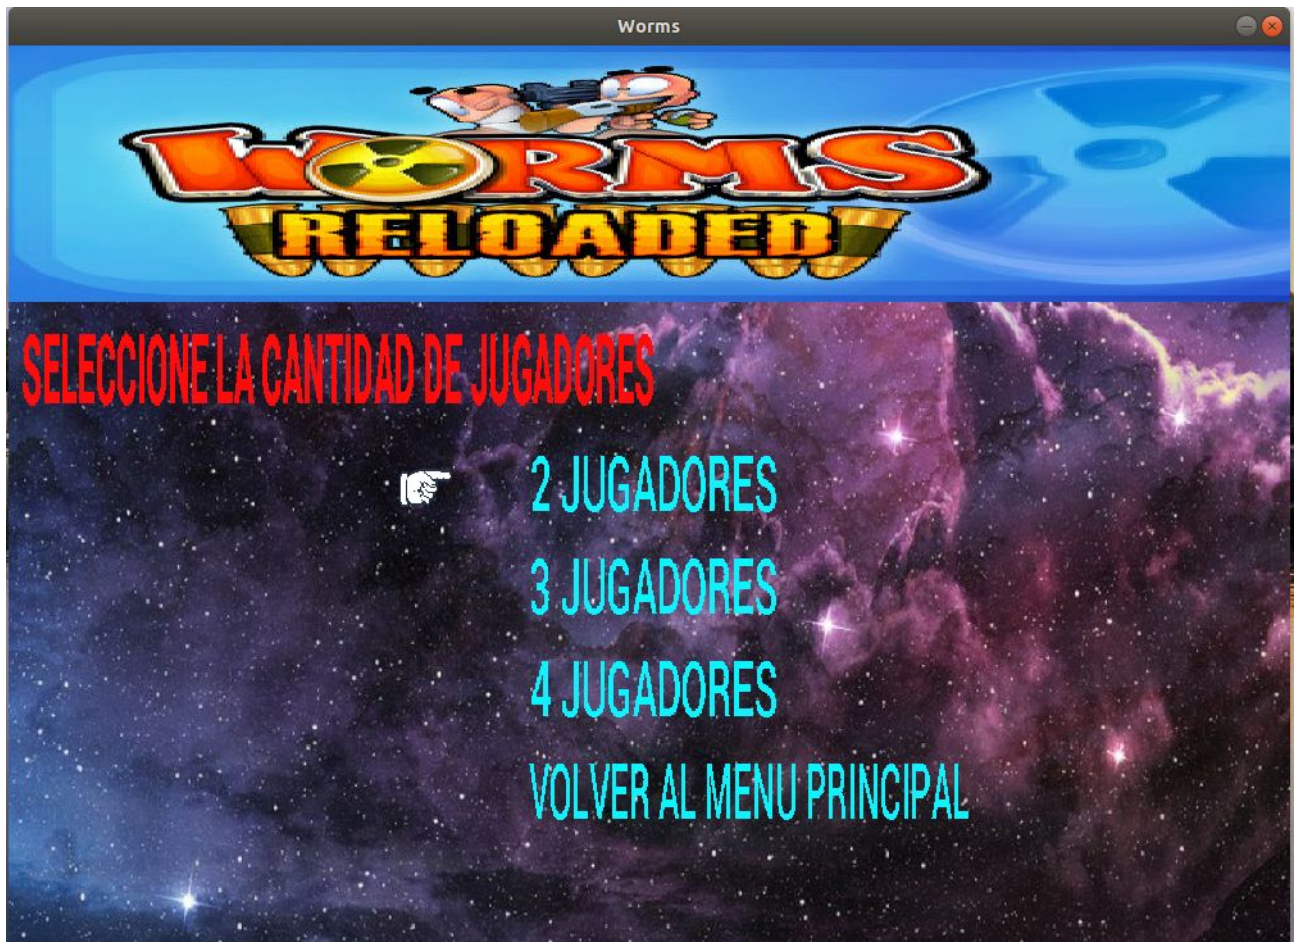 Worms
WORMS
RELOADED
SELECCIONE LA CANTIDAD DE JUGADORES
2 JUGADORES
3 JUGADORES
4 JUGADORES
VOLVER AL MENU PRINCIPAL